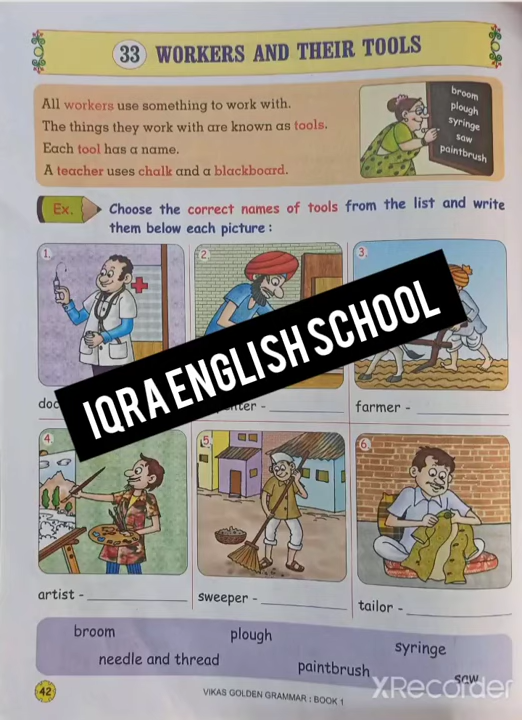 33 WORKERS AND THEIR TOOLS
All workers use something to work with.
The things they work with are known as tools.
Each tool has a name.
A teacher uses chalk and a blackboard.
broom
plough
syringe
saw
paintbrush
Ex. Choose the correct names of tools from the list and write
them below each picture :
1.
2.
3.
IQRA ENGLISH SCHOOL
farmer -
4.
5.
6.
artist -
sweeper -
tailor -
broom
plough
syringe
needle and thread
paintbrush
saw
42
VIKAS GOLDEN GRAMMAR : BOOK 1
XRecorder